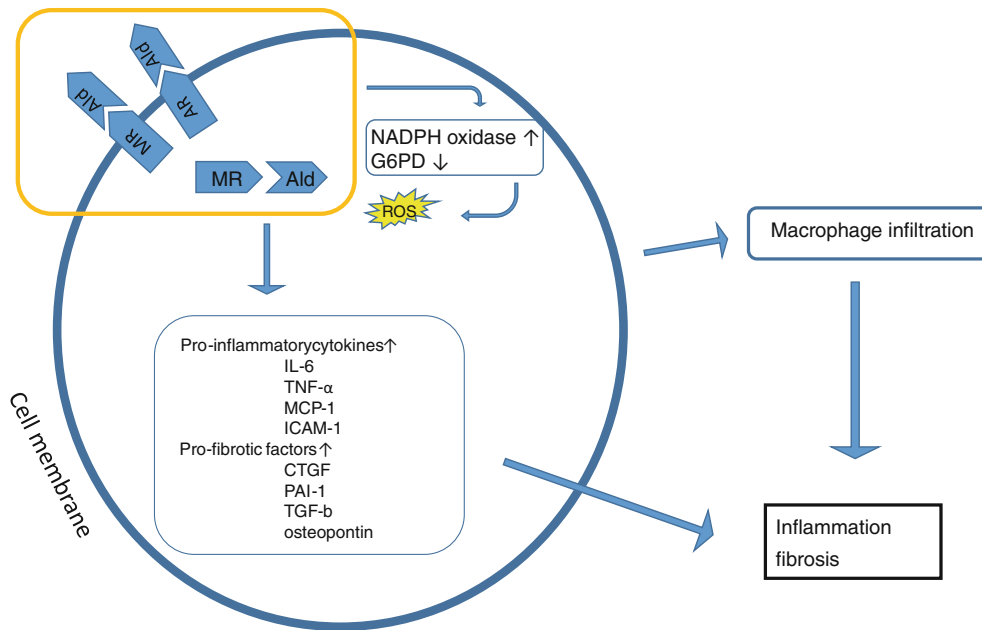 Ald
AR
Ald
MR
MR
Ald
NADPH oxidase ↑
G6PD ↓
ROS
Macrophage infiltration
Pro-inflammatorycytokines↑
IL-6
TNF-α
MCP-1
ICAM-1
Pro-fibrotic factors↑
CTGF
PAI-1
TGF-b
osteopontin
Cell membrane
Inflammation
fibrosis